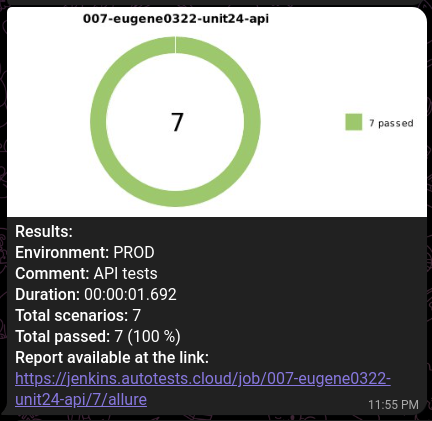 007-eugene0322-unit24-api
7
7 passed
Results:
Environment: PROD
Comment: API tests
Duration: 00:00:01.692
Total scenarios: 7
Total passed: 7 (100 %)
Report available at the link:
https://jenkins.autotests.cloud/job/007-eugene0322-
unit24-api/7/allure
11:55 PM